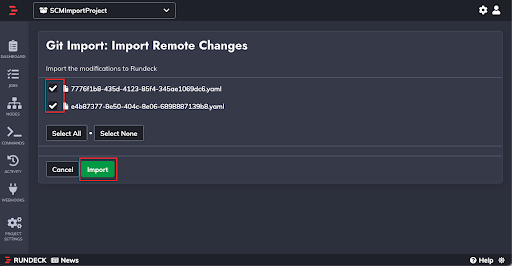 SCMImportProject
Git Import: Import Remote Changes
Import the modifications to Rundeck
7776f1b8-435d-4123-85f4-345ae1069dc6.yaml
e4b87377-8e50-404c-8e06-6898887139b8.yaml
Select All • Select None
Cancel Import
DASHBOARD
JOBS
NODES
COMMANDS
ACTIVITY
WEBHOOKS
PROJECT
SETTINGS
RUNDECK News Help